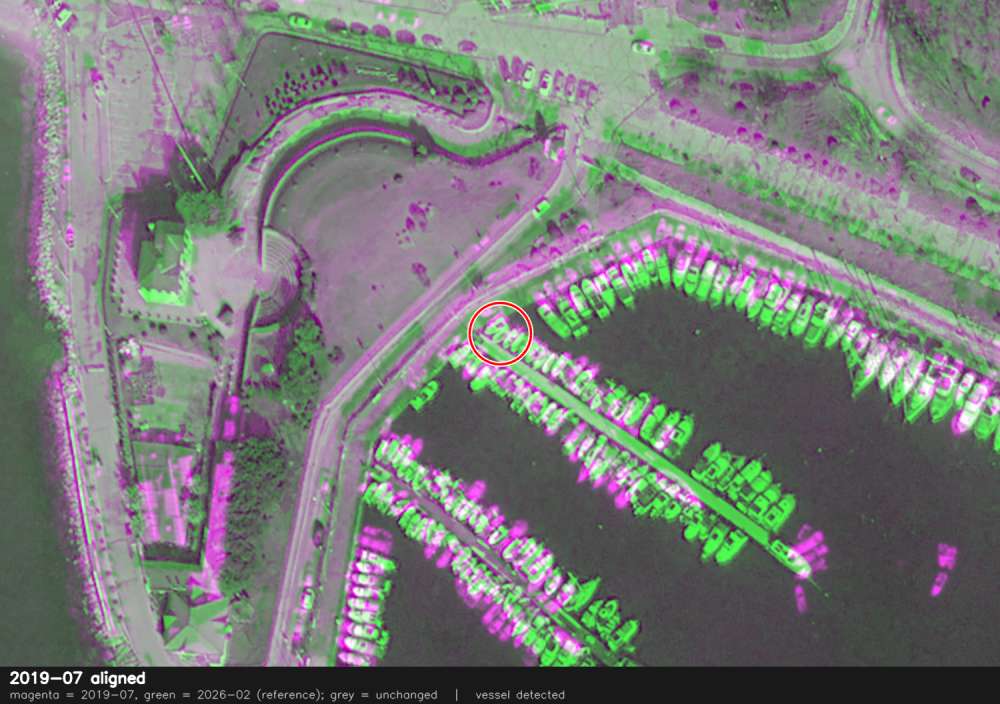 2019-07 aligned
magenta = 2019-07, green = 2026-02 (reference); grey = unchanged | vessel detected